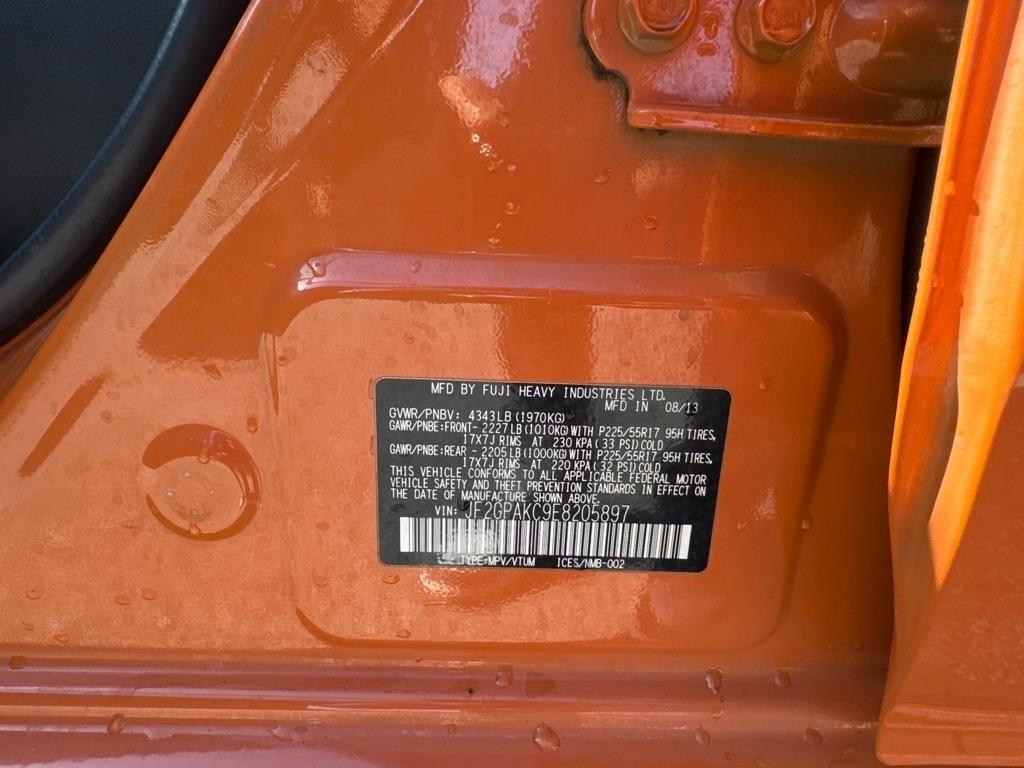 MFD BY FUJI HEAVY INDUSTRIES LTD.
MFD IN 08/13
GVWR/PNBV: 4343LB(1970KG)
GAWR/PNBE:FRONT- 2227LB(1010KG)WITH P225/55R17 95H TIRES,
17X7J RIMS AT 230 KPA(33 PSI)COLD
GAWR/PNBE:REAR - 2205LB(1000KG)WITH P225/55R17 95H TIRES,
17X7J RIMS AT 220 KPA(32 PSI)COLD
THIS VEHICLE CONFORMS TO ALL APPLICABLE FEDERAL MOTOR
VEHICLE SAFETY AND THEFT PREVENTION STANDARDS IN EFFECT ON
THE DATE OF MANUFACTURE SHOWN ABOVE.
VIN: JF2GPAKC9E8205897
TYPE:MPV/VTUM ICES/NMB-002